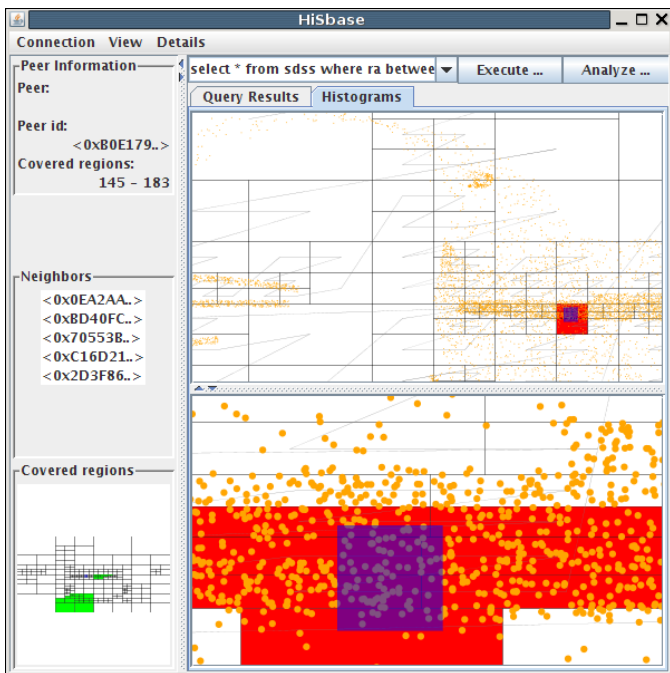 HiSbase
Connection View Details
Peer Information
Peer:
Peer id:
<0xB0E179..>
Covered regions:
145 - 183
Neighbors
<0x0EA2AA..>
<0xBD40FC..>
<0x70553B..>
<0xC16D21..>
<0x2D3F86..>
Covered regions
select * from sdss where ra betwee
Execute ...
Analyze ...
Query Results
Histograms